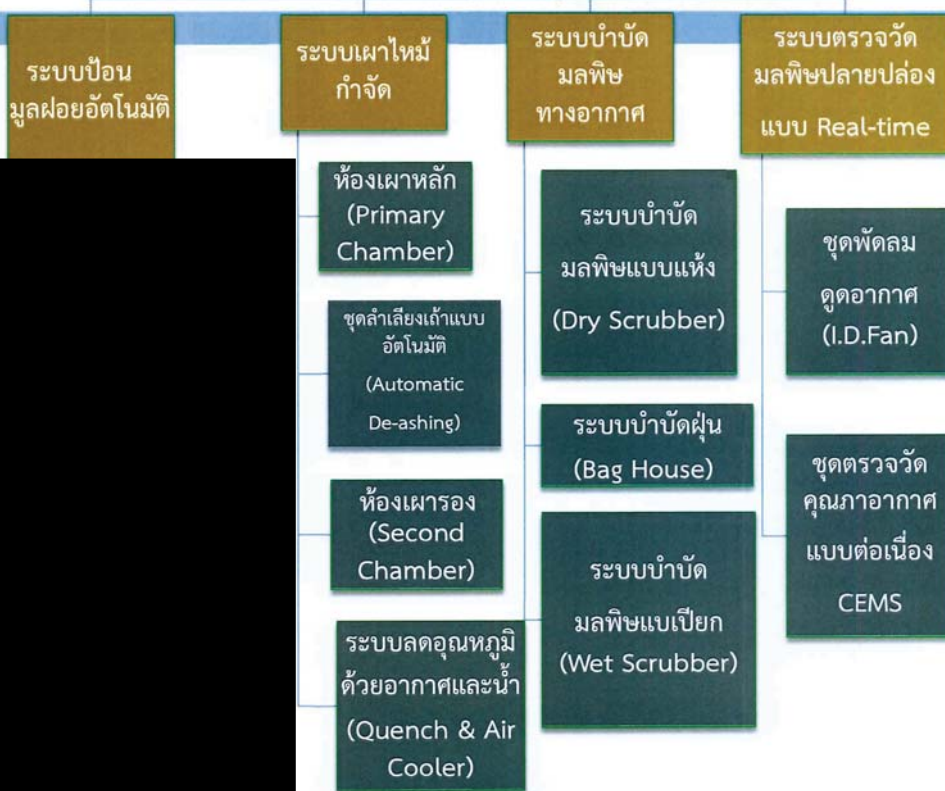 ระบบป้อน
มูลฝอยอัตโนมัติ
ระบบเผาไหม้
กำจัด
ห้องเผาหลัก
(Primary
Chamber)
ชุดลำเลียงเถ้าแบบ
อัตโนมัติ
(Automatic
De-ashing)
ห้องเผารอง
(Second
Chamber)
ระบบลดอุณหภูมิ
ด้วยอากาศและน้ำ
(Quench & Air
Cooler)
ระบบบำบัด
มลพิษ
ทางอากาศ
ระบบบำบัด
มลพิษแบบแห้ง
(Dry Scrubber)
ระบบบำบัดฝุ่น
(Bag House)
ระบบบำบัด
มลพิษแบเปียก
(Wet Scrubber)
ระบบตรวจวัด
มลพิษปลายปล่อง
แบบ Real-time
ชุดพัดลม
ดูดอากาศ
(I.D.Fan)
ชุดตรวจวัด
คุณภาอากาศ
แบบต่อเนื่อง
CEMS